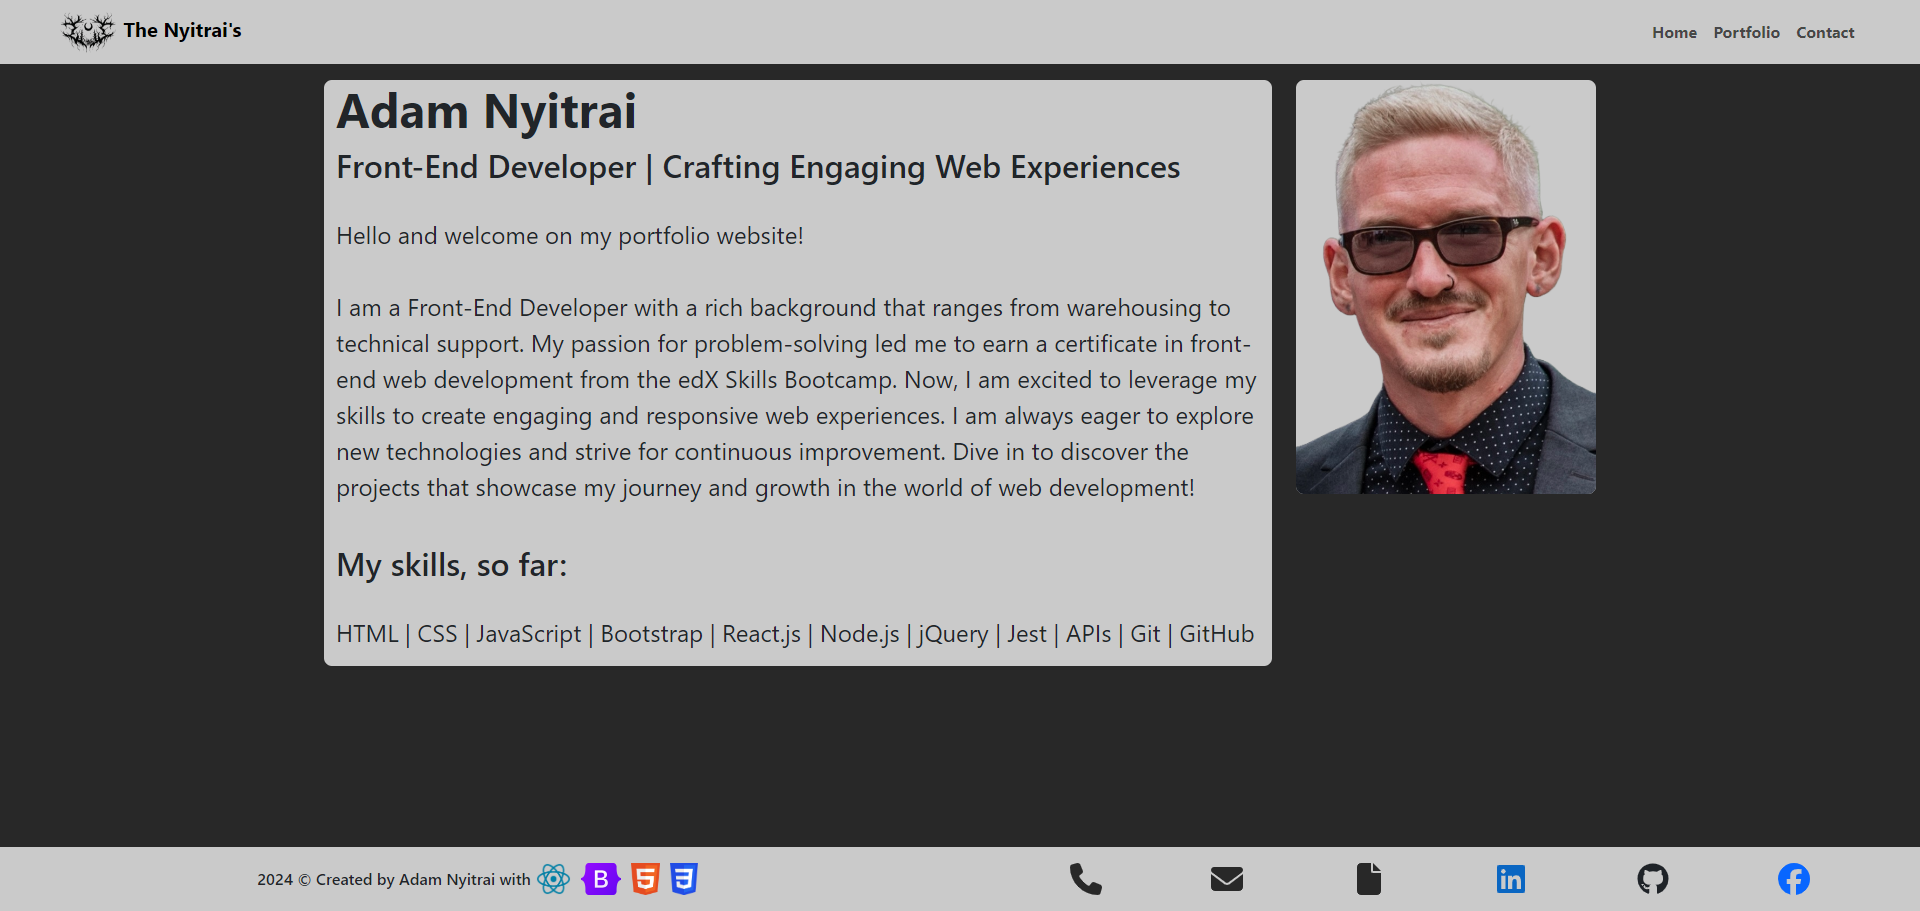 The Nyitrai's
Home Portfolio Contact
Adam Nyitrai
Front-End Developer | Crafting Engaging Web Experiences
Hello and welcome on my portfolio website!
I am a Front-End Developer with a rich background that ranges from warehousing to
technical support. My passion for problem-solving led me to earn a certificate in front-
end web development from the edX Skills Bootcamp. Now, I am excited to leverage my
skills to create engaging and responsive web experiences. I am always eager to explore
new technologies and strive for continuous improvement. Dive in to discover the
projects that showcase my journey and growth in the world of web development!
My skills, so far:
HTML | CSS | JavaScript | Bootstrap | React.js | Node.js | jQuery | Jest | APIs | Git | GitHub
2024 © Created by Adam Nyitrai with B 5 3 in f